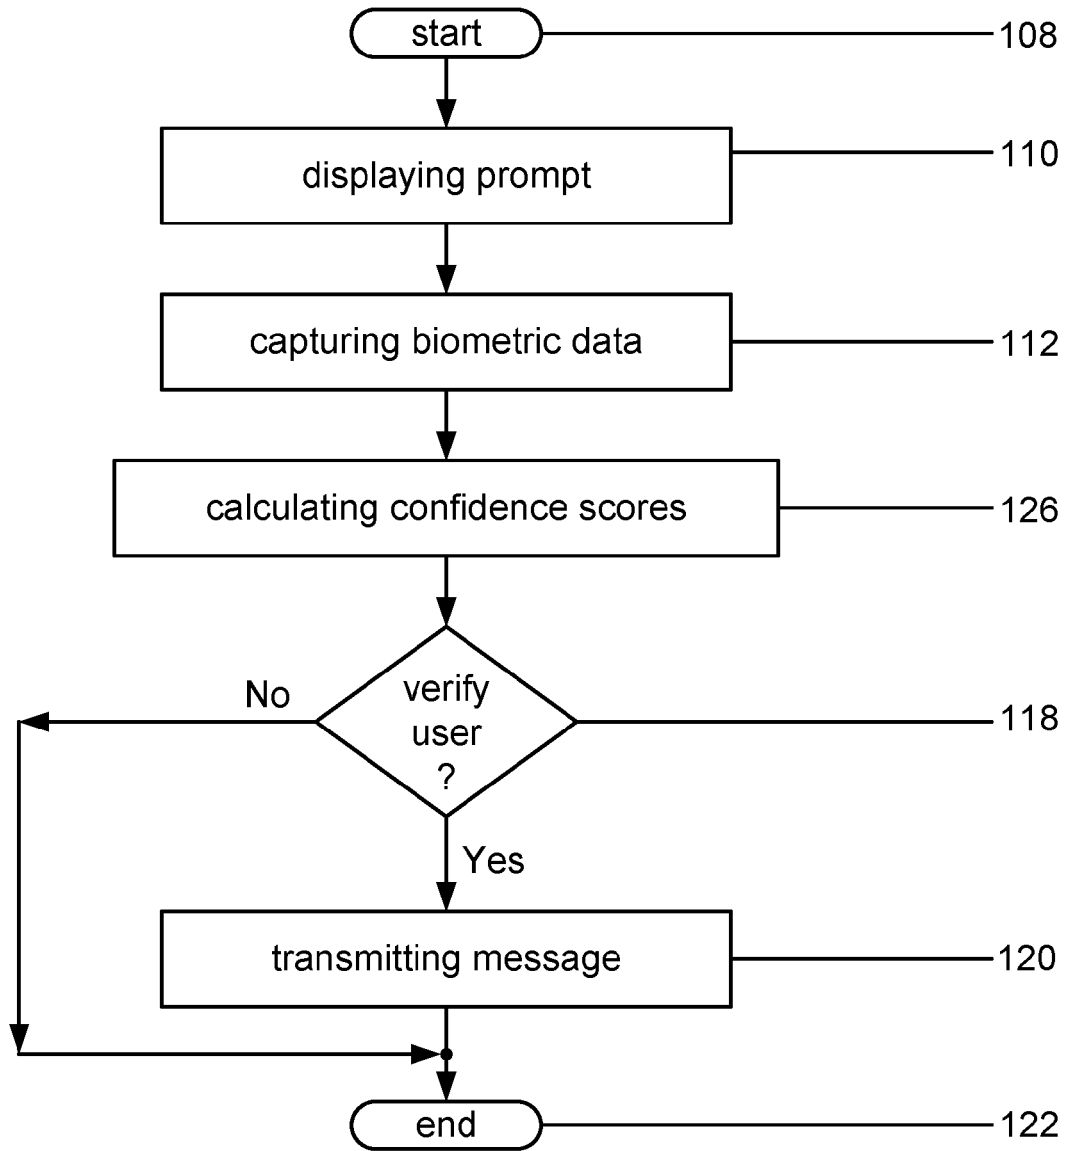 start
108
displaying prompt
110
capturing biometric data
112
calculating confidence scores
126
No
verify
user
?
118
Yes
transmitting message
120
end
122